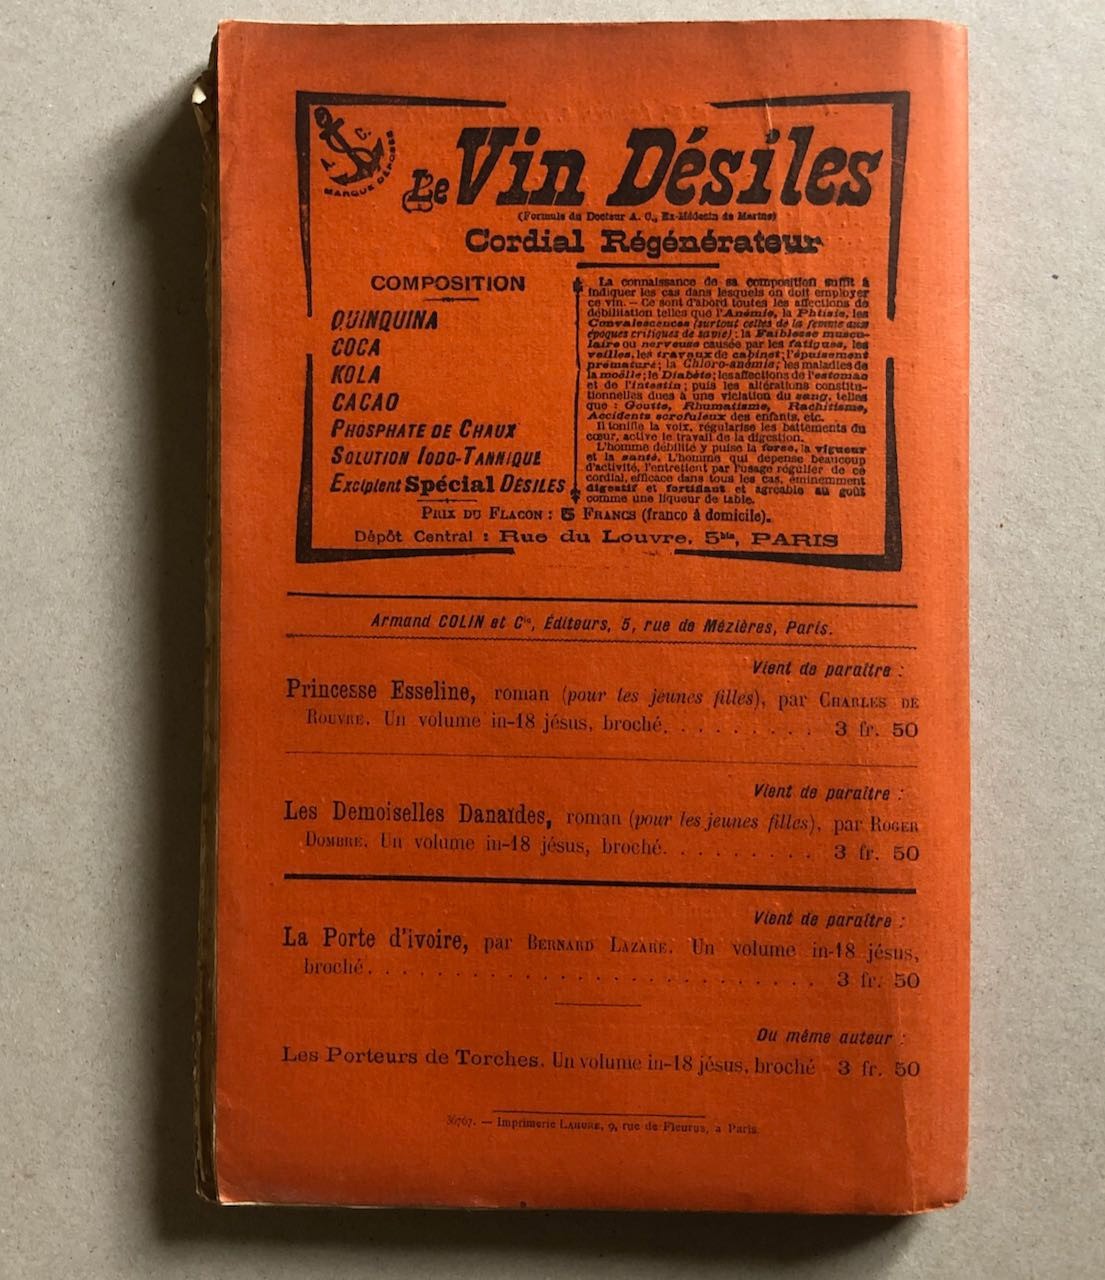 A. C.
MARQUE DÉPOSÉE
Le Vin Désiles
(Formule du Docteur A. C., Ex-Médecin de Marine)
Cordial Régénérateur
COMPOSITION
QUINQUINA
COCA
KOLA
CACAO
PHOSPHATE DE CHAUX
SOLUTION IODO-TANNIQUE
Excipient Spécial DÉSILES
La connaissance de sa composition suffit à
indiquer les cas dans lesquels on doit employer
ce vin. — Ce sont d'abord toutes les affections de
débilitation telles que l'Anémie, la Phtisie, les
Convalescences (surtout celles de la femme aux
époques critiques de sa vie); la Faiblesse muscu-
laire ou nerveuse causée par les fatigues, les
veilles, les travaux de cabinet; l'épuisement
prématuré; la Chloro-anémie; les maladies de
la moëlle; le Diabète; les affections de l'estomac
et de l'intestin; puis les altérations constitu-
tionnelles dues à une viciation du sang, telles
que : Goutte, Rhumatisme, Rachitisme,
Accidents scrofuleux des enfants, etc.
Il tonifie la voix, régularise les battements du
cœur, active le travail de la digestion.
L'homme débilité y puise la force, la vigueur
et la santé. L'homme qui dépense beaucoup
d'activité, l'entretient par l'usage régulier de ce
cordial, efficace dans tous les cas, éminemment
digestif et fortifiant et agréable au goût
comme une liqueur de table.
PRIX DU FLACON : 5 FRANCS (franco à domicile).
Dépôt Central : Rue du Louvre, 5bis, PARIS
Armand COLIN et Cie, Éditeurs, 5, rue de Mézières, Paris.
Vient de paraître :
Princesse Esseline, roman (pour les jeunes filles), par CHARLES DE
ROUVRE. Un volume in-18 jésus, broché. . . . . . . . . 3 fr. 50
Vient de paraître :
Les Demoiselles Danaïdes, roman (pour les jeunes filles), par ROGER
DOMBRE. Un volume in-18 jésus, broché. . . . . . . . . 3 fr. 50
Vient de paraître :
La Porte d'ivoire, par BERNARD LAZARE. Un volume in-18 jésus,
broché. . . . . . . . . . . . . . . . . . . . . . . 3 fr. 50
Du même auteur :
Les Porteurs de Torches. Un volume in-18 jésus, broché 3 fr. 50
36767. — Imprimerie LAHURE, 9, rue de Fleurus, à Paris.